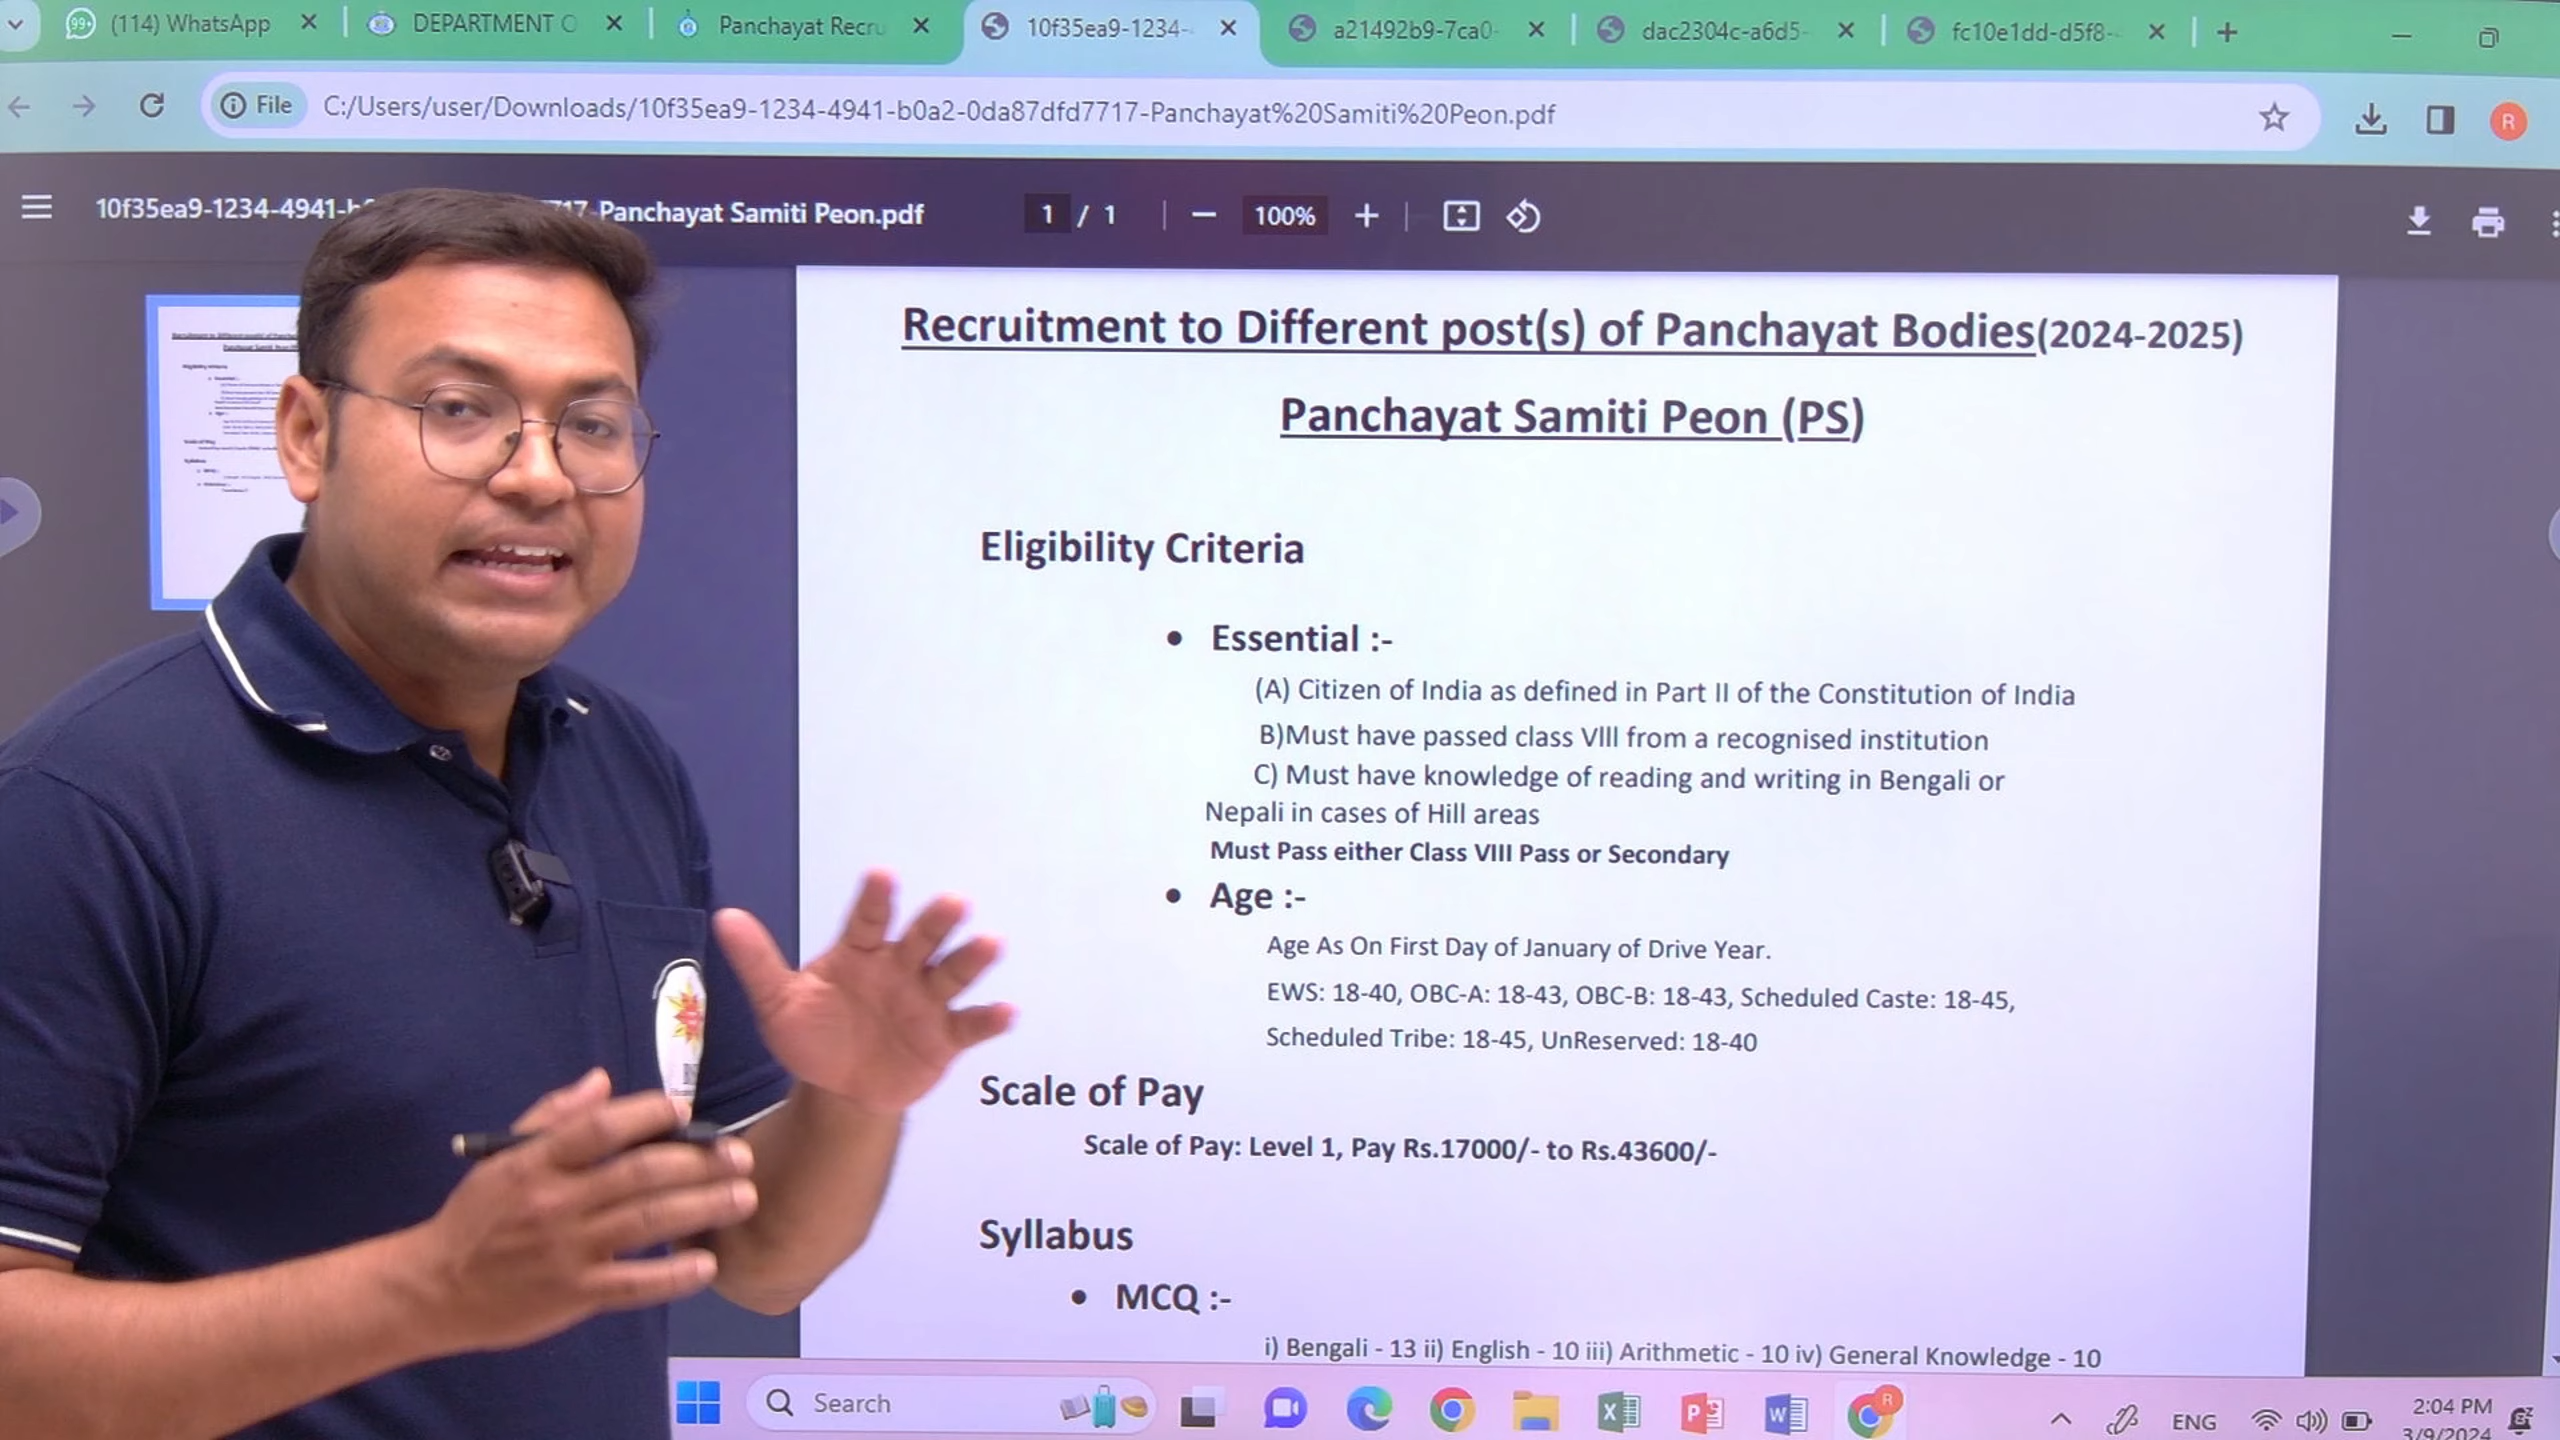 (114) WhatsApp
DEPARTMENT O
Panchayat Recru
10f35ea9-1234-
a21492b9-7ca0-
dac2304c-a6d5-
fc10e1dd-d5f8-
File
C:/Users/user/Downloads/10f35ea9-1234-4941-b0a2-0da87dfd7717-Panchayat%20Samiti%20Peon.pdf
R
10f35ea9-1234-4941-
17-Panchayat Samiti Peon.pdf
1 / 1
100%
Recruitment to Different post(s) of Panchayat Bodies(2024-2025)
Panchayat Samiti Peon (PS)
Eligibility Criteria
• Essential :-
(A) Citizen of India as defined in Part II of the Constitution of India
B)Must have passed class Vlll from a recognised institution
C) Must have knowledge of reading and writing in Bengali or
Nepali in cases of Hill areas
Must Pass either Class VIII Pass or Secondary
• Age :-
Age As On First Day of January of Drive Year.
EWS: 18-40, OBC-A: 18-43, OBC-B: 18-43, Scheduled Caste: 18-45,
Scheduled Tribe: 18-45, UnReserved: 18-40
Scale of Pay
Scale of Pay: Level 1, Pay Rs.17000/- to Rs.43600/-
Syllabus
• MCQ :-
i) Bengali - 13 ii) English - 10 iii) Arithmetic - 10 iv) General Knowledge - 10
Search
ENG
2:04 PM
3/9/2024